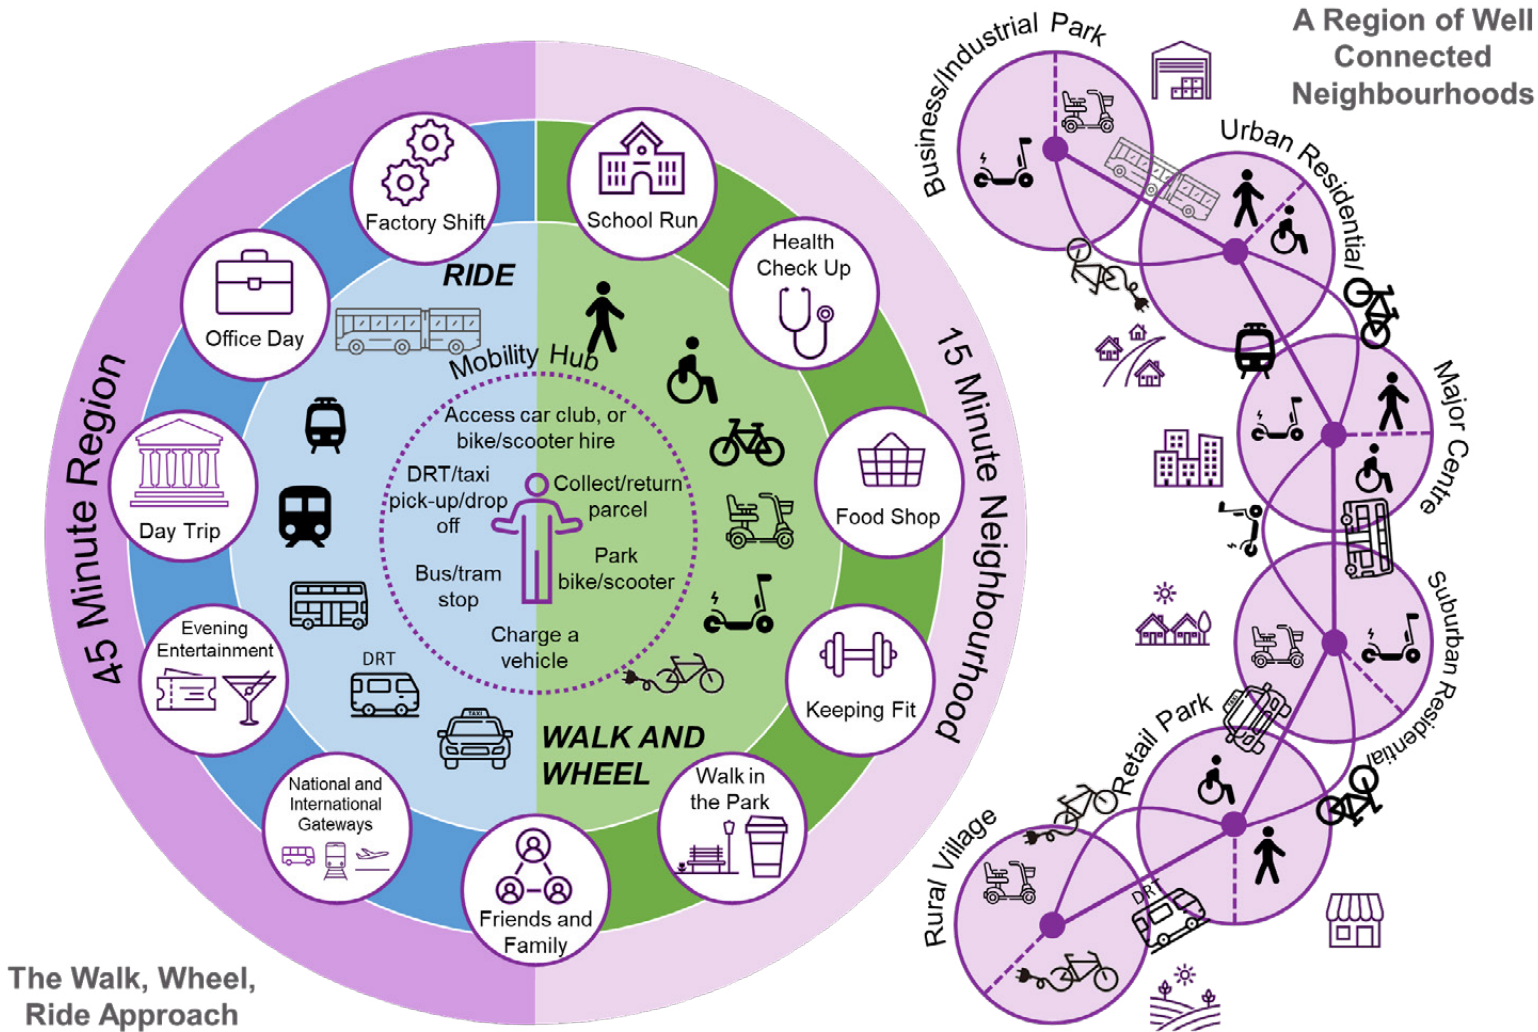 A Region of Well
Connected
Neighbourhoods
The Walk, Wheel,
Ride Approach
45 Minute Region
15 Minute Neighbourhood
RIDE
WALK AND
WHEEL
Factory Shift
School Run
Office Day
Health
Check Up
Day Trip
Food Shop
Evening
Entertainment
Keeping Fit
National and
International
Gateways
Walk in
the Park
Friends and
Family
Mobility Hub
Access car club, or
bike/scooter hire
DRT/taxi
pick-up/drop
off
Collect/return
parcel
Park
bike/scooter
Bus/tram
stop
Charge a
vehicle
DRT
TAXI
Business/Industrial Park
Urban Residential
Major Centre
Suburban Residential
Retail Park
TAXI
Rural Village
DRT